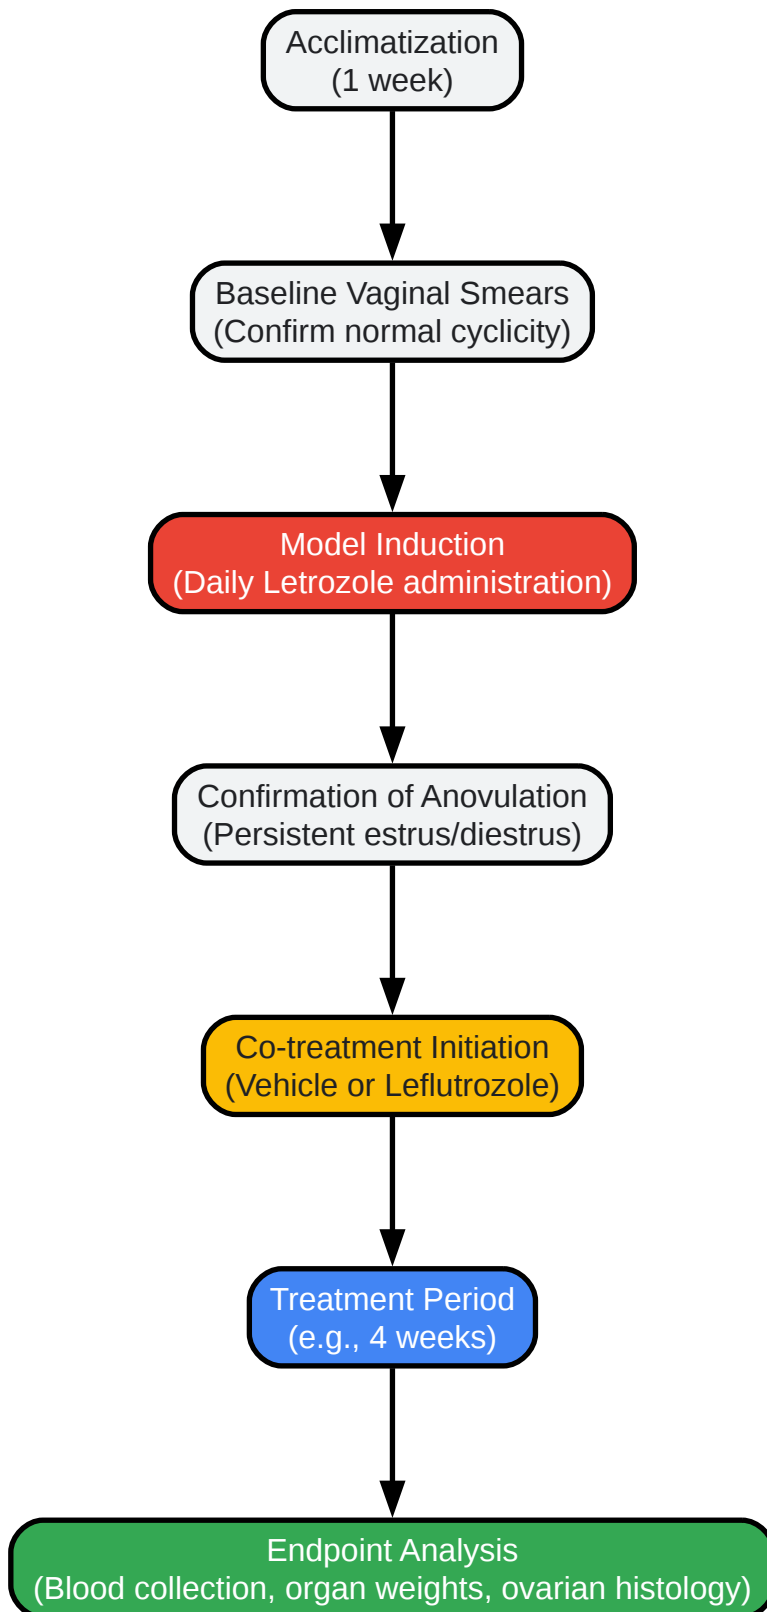 Acclimatization
(1 week)
Baseline Vaginal Smears
(Confirm normal cyclicity)
Model Induction
(Daily Letrozole administration)
Confirmation of Anovulation
(Persistent estrus/diestrus)
Co-treatment Initiation
(Vehicle or Leflutrozole)
Treatment Period
(e.g., 4 weeks)
Endpoint Analysis
(Blood collection, organ weights, ovarian histology)